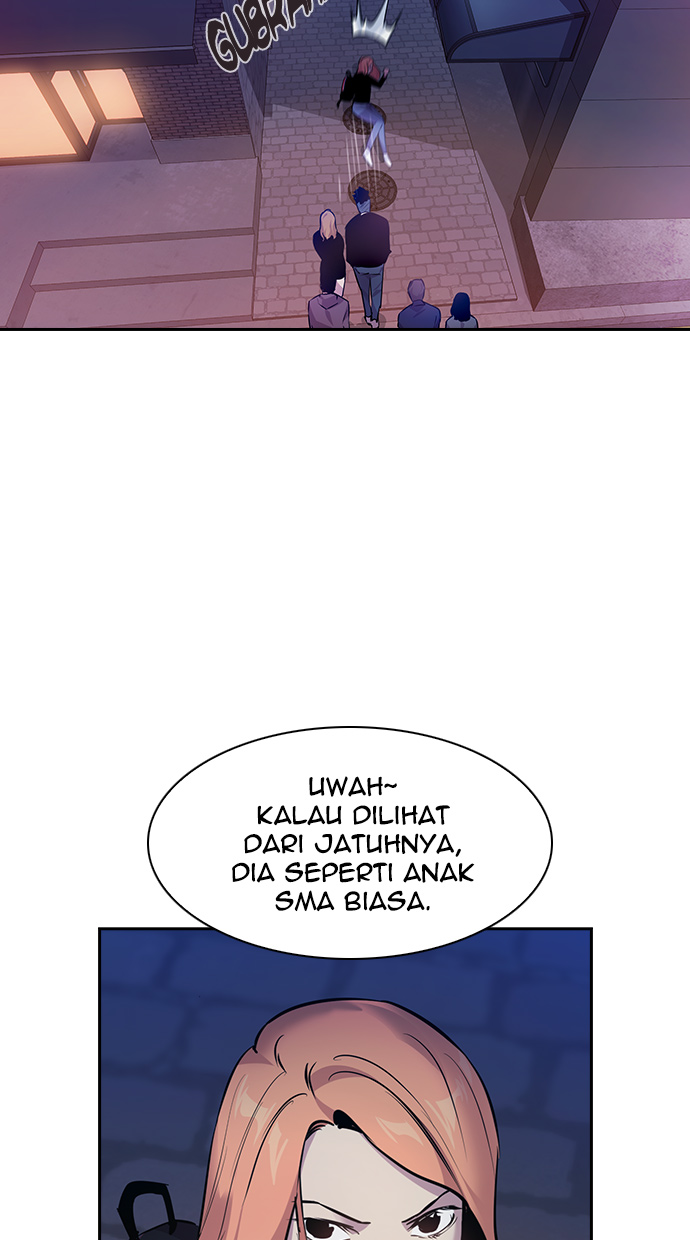 UWAH~
KALAU DILIHAT
DARI JATUHNYA,
DIA SEPERTI ANAK
SMA BIASA.